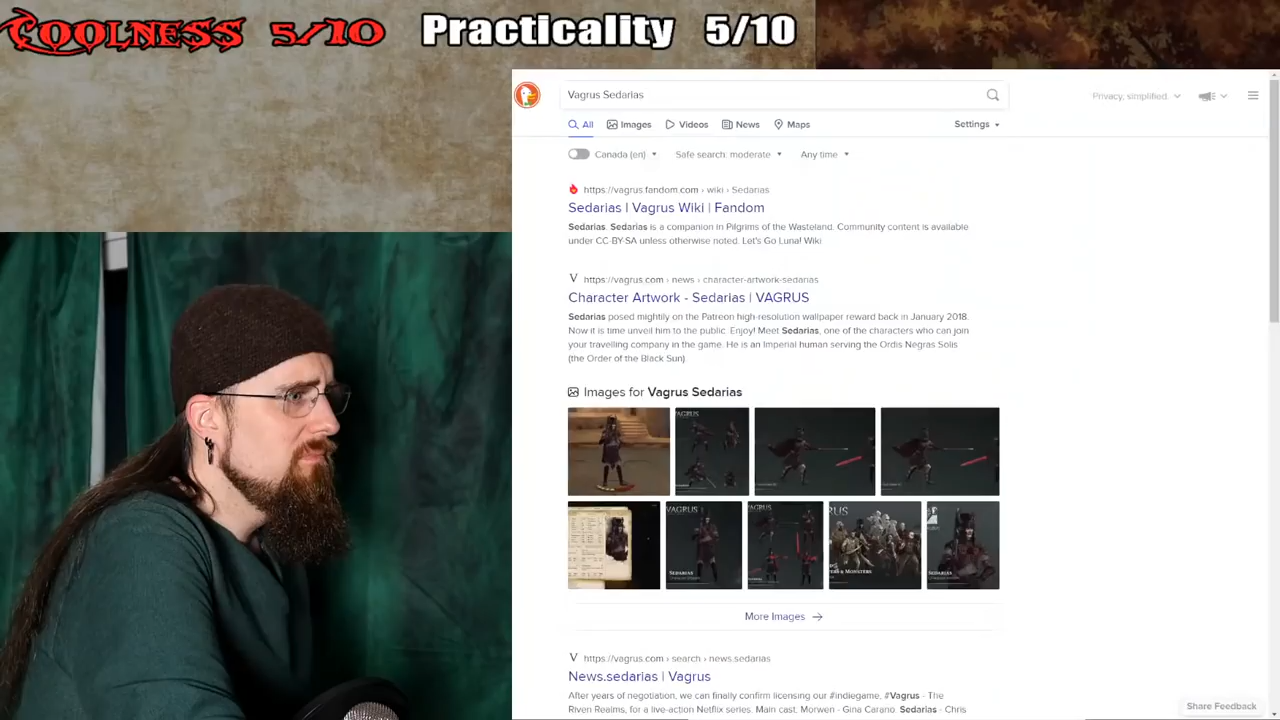 Coolness 5/10 Practicality 5/10
Vagrus Sedarias
Privacy, simplified.
All Images Videos News Maps Settings
Canada (en) Safe search: moderate Any time
https://vagrus.fandom.com › wiki › Sedarias
Sedarias | Vagrus Wiki | Fandom
Sedarias. Sedarias is a companion in Pilgrims of the Wasteland. Community content is available
under CC-BY-SA unless otherwise noted. Let's Go Luna! Wiki.
V https://vagrus.com › news › character-artwork-sedarias
Character Artwork - Sedarias | VAGRUS
Sedarias posed mightily on the Patreon high-resolution wallpaper reward back in January 2018.
Now it is time unveil him to the public. Enjoy! Meet Sedarias, one of the characters who can join
your travelling company in the game. He is an Imperial human serving the Ordis Negras Solis
(the Order of the Black Sun)
Images for Vagrus Sedarias
VAGRUS
VAGRUS
VAGRUS
RUS
SEDARIAS
SEDARIAS
More Images
V https://vagrus.com › search › news.sedarias
News.sedarias | Vagrus
After years of negotiation, we can finally confirm licensing our #indiegame, #Vagrus - The
Riven Realms, for a live-action Netflix series. Main cast. Morwen - Gina Carano. Sedarias - Chris
Share Feedback